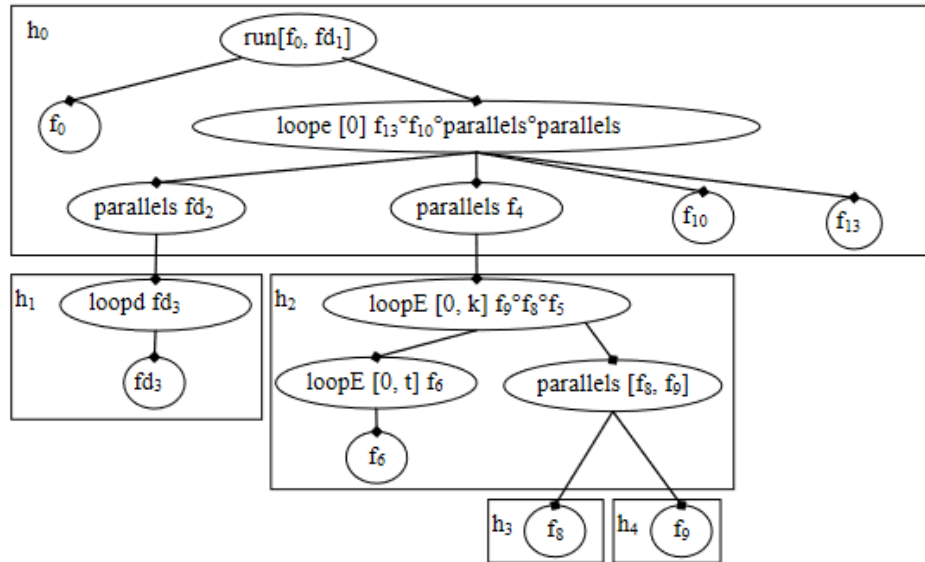 h₀
run[f₀, fd₁]
f₀
loope [0] f₁₃°f₁₀°parallels°parallels
parallels fd₂
parallels f₄
f₁₀
f₁₃
h₁
loopd fd₃
fd₃
h₂
loopE [0, k] f₉°f₈°f₅
loopE [0, t] f₆
parallels [f₈, f₉]
f₆
h₃
f₈
h₄
f₉